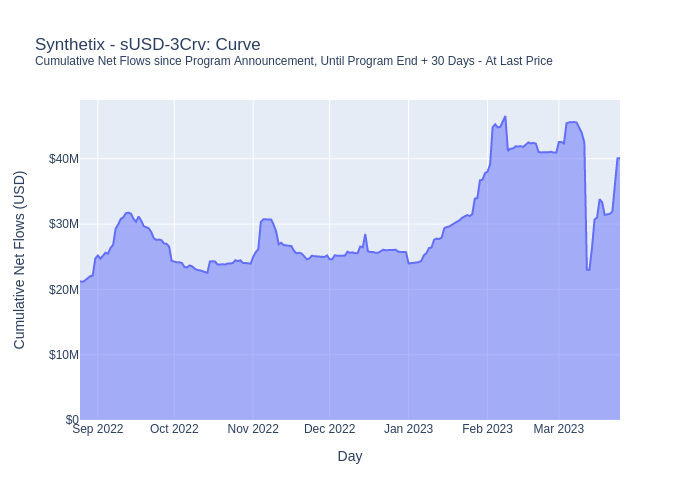 Synthetix - sUSD-3Crv: Curve
Cumulative Net Flows since Program Announcement, Until Program End + 30 Days - At Last Price
Cumulative Net Flows (USD)
$40M
$30M
$20M
$10M
$0
Sep 2022 Oct 2022 Nov 2022 Dec 2022 Jan 2023 Feb 2023 Mar 2023
Day